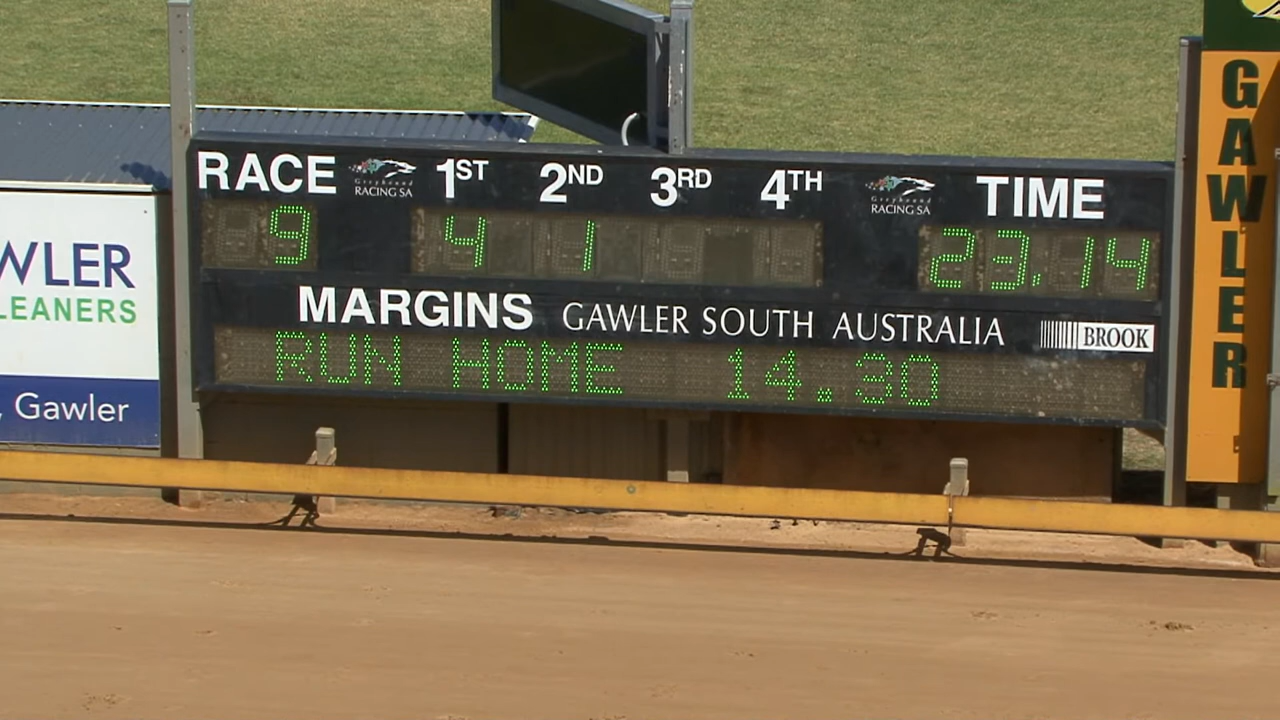 RACE Greyhound RACING SA 1ST 2ND 3RD 4TH Greyhound RACING SA TIME
9 4 1 23.14
MARGINS GAWLER SOUTH AUSTRALIA BROOK
RUN HOME 14.30
WLER
LEANERS
, Gawler
GAWLER